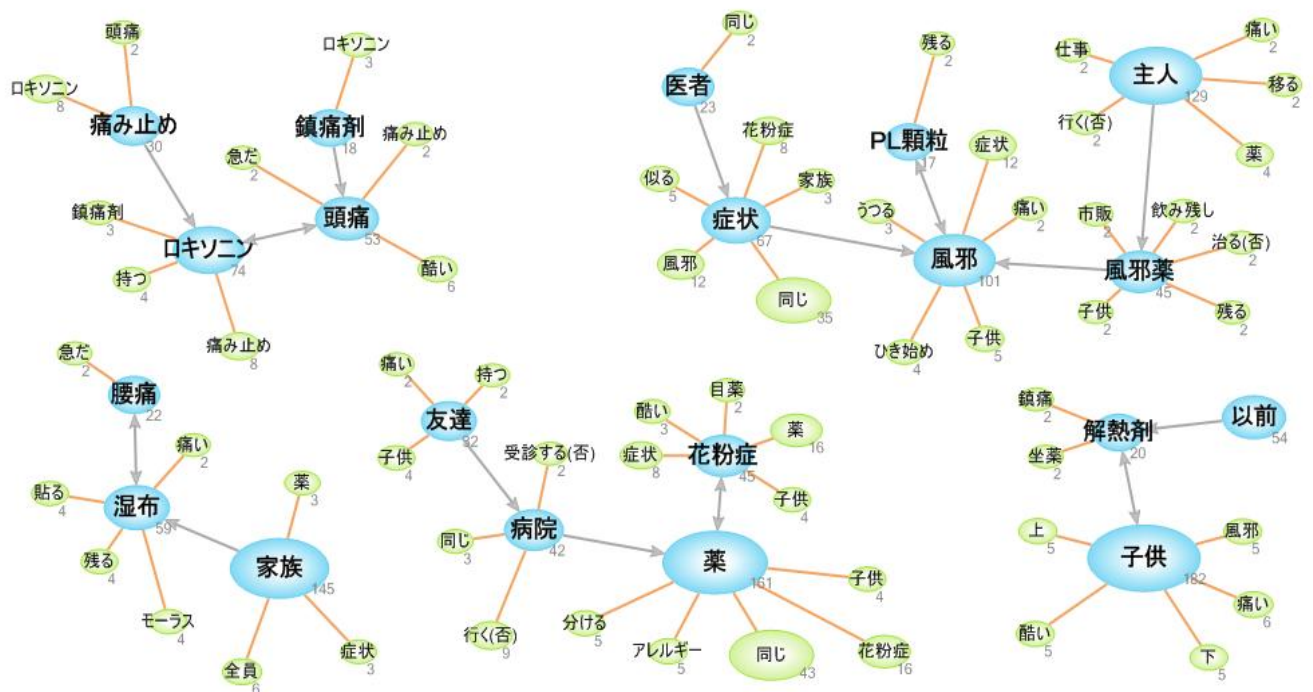 頭痛
2
ロキソニン
8
痛み止め
30
ロキソニン
3
鎮痛剤
18
急だ
2
痛み止め
2
頭痛
53
鎮痛剤
3
ロキソニン
74
持つ
4
酷い
6
痛み止め
8
同じ
2
医者
23
花粉症
8
似る
5
家族
3
症状
67
風邪
12
同じ
35
残る
2
PL顆粒
17
症状
12
うつる
3
痛い
2
風邪
101
ひき始め
4
子供
5
仕事
2
痛い
2
主人
129
移る
2
行く(否)
2
薬
4
市販
2
飲み残し
2
治る(否)
2
風邪薬
45
子供
2
残る
2
急だ
2
腰痛
22
痛い
2
貼る
4
湿布
59
残る
4
モーラス
4
薬
3
家族
145
全員
6
症状
3
痛い
2
持つ
2
友達
32
子供
4
受診する(否)
2
同じ
3
病院
42
行く(否)
9
目薬
2
酷い
3
薬
16
症状
8
花粉症
45
子供
4
薬
161
子供
4
分ける
5
アレルギー
5
同じ
43
花粉症
16
鎮痛
2
解熱剤
20
以前
54
坐薬
2
上
5
風邪
5
子供
182
痛い
6
酷い
5
下
5